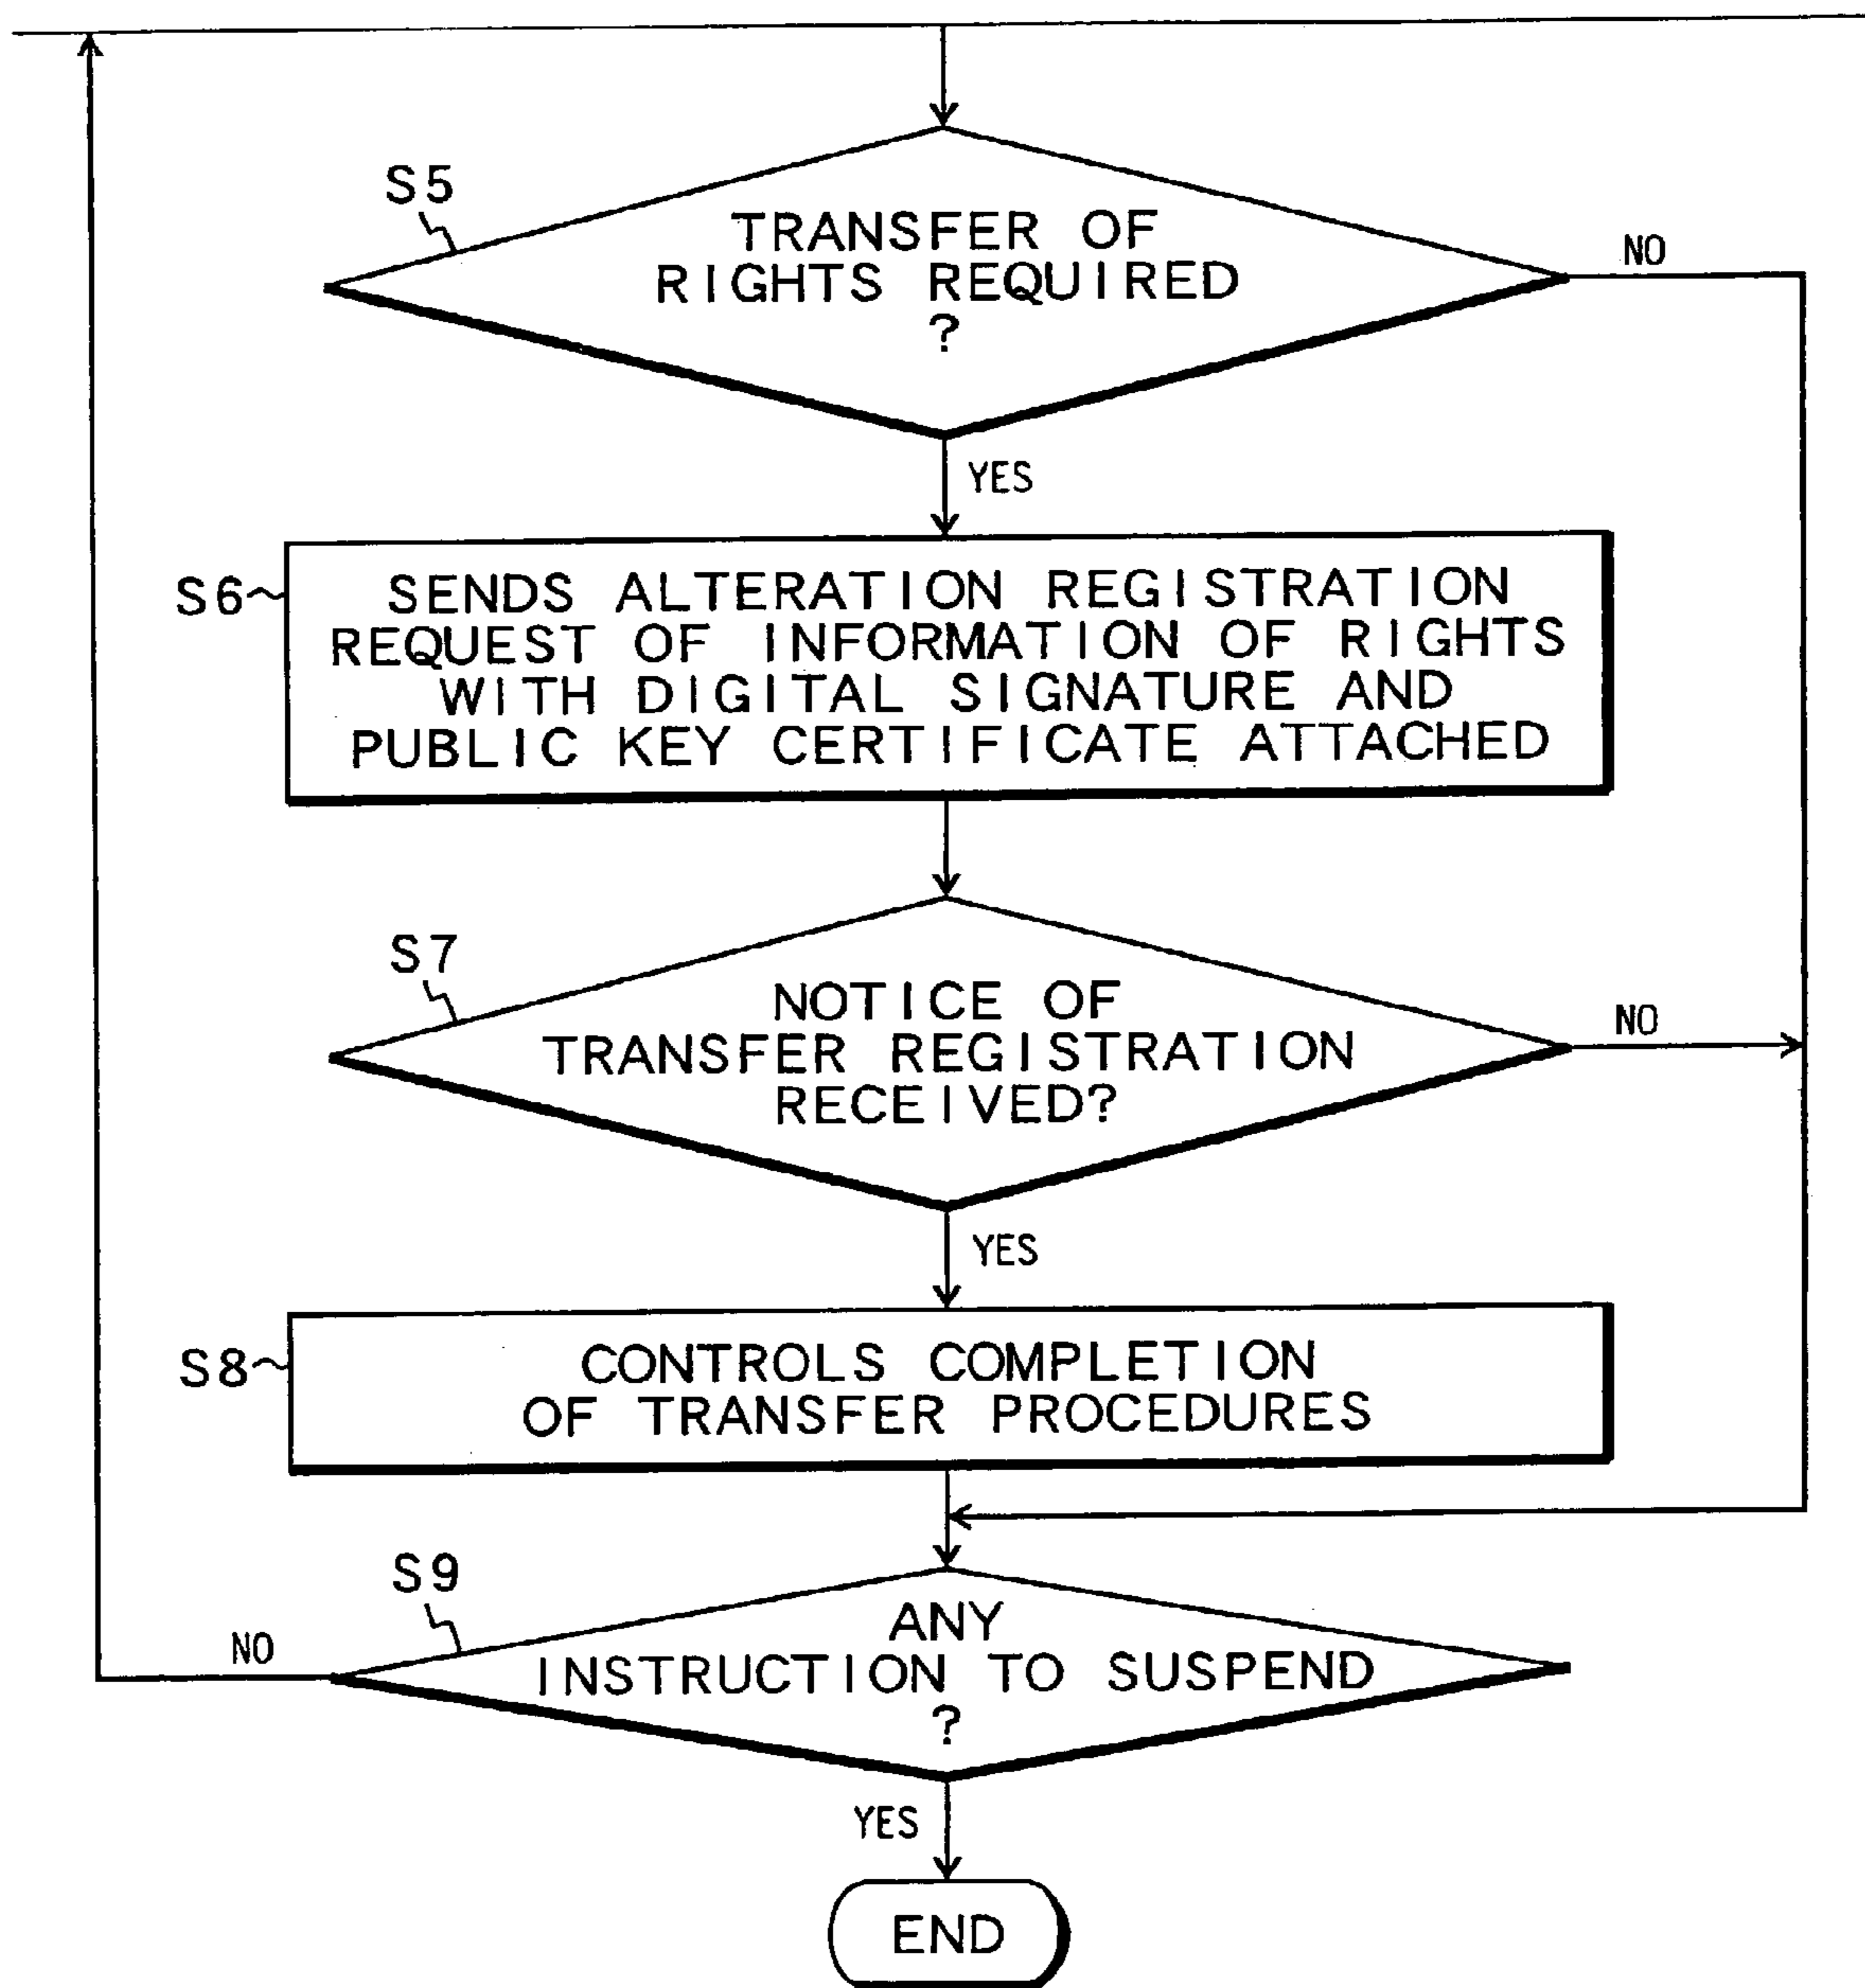 S5
TRANSFER OF
RIGHTS REQUIRED
?
NO
YES
S6
SENDS ALTERATION REGISTRATION
REQUEST OF INFORMATION OF RIGHTS
WITH DIGITAL SIGNATURE AND
PUBLIC KEY CERTIFICATE ATTACHED
S7
NOTICE OF
TRANSFER REGISTRATION
RECEIVED?
NO
YES
S8
CONTROLS COMPLETION
OF TRANSFER PROCEDURES
S9
ANY
INSTRUCTION TO SUSPEND
?
NO
YES
END